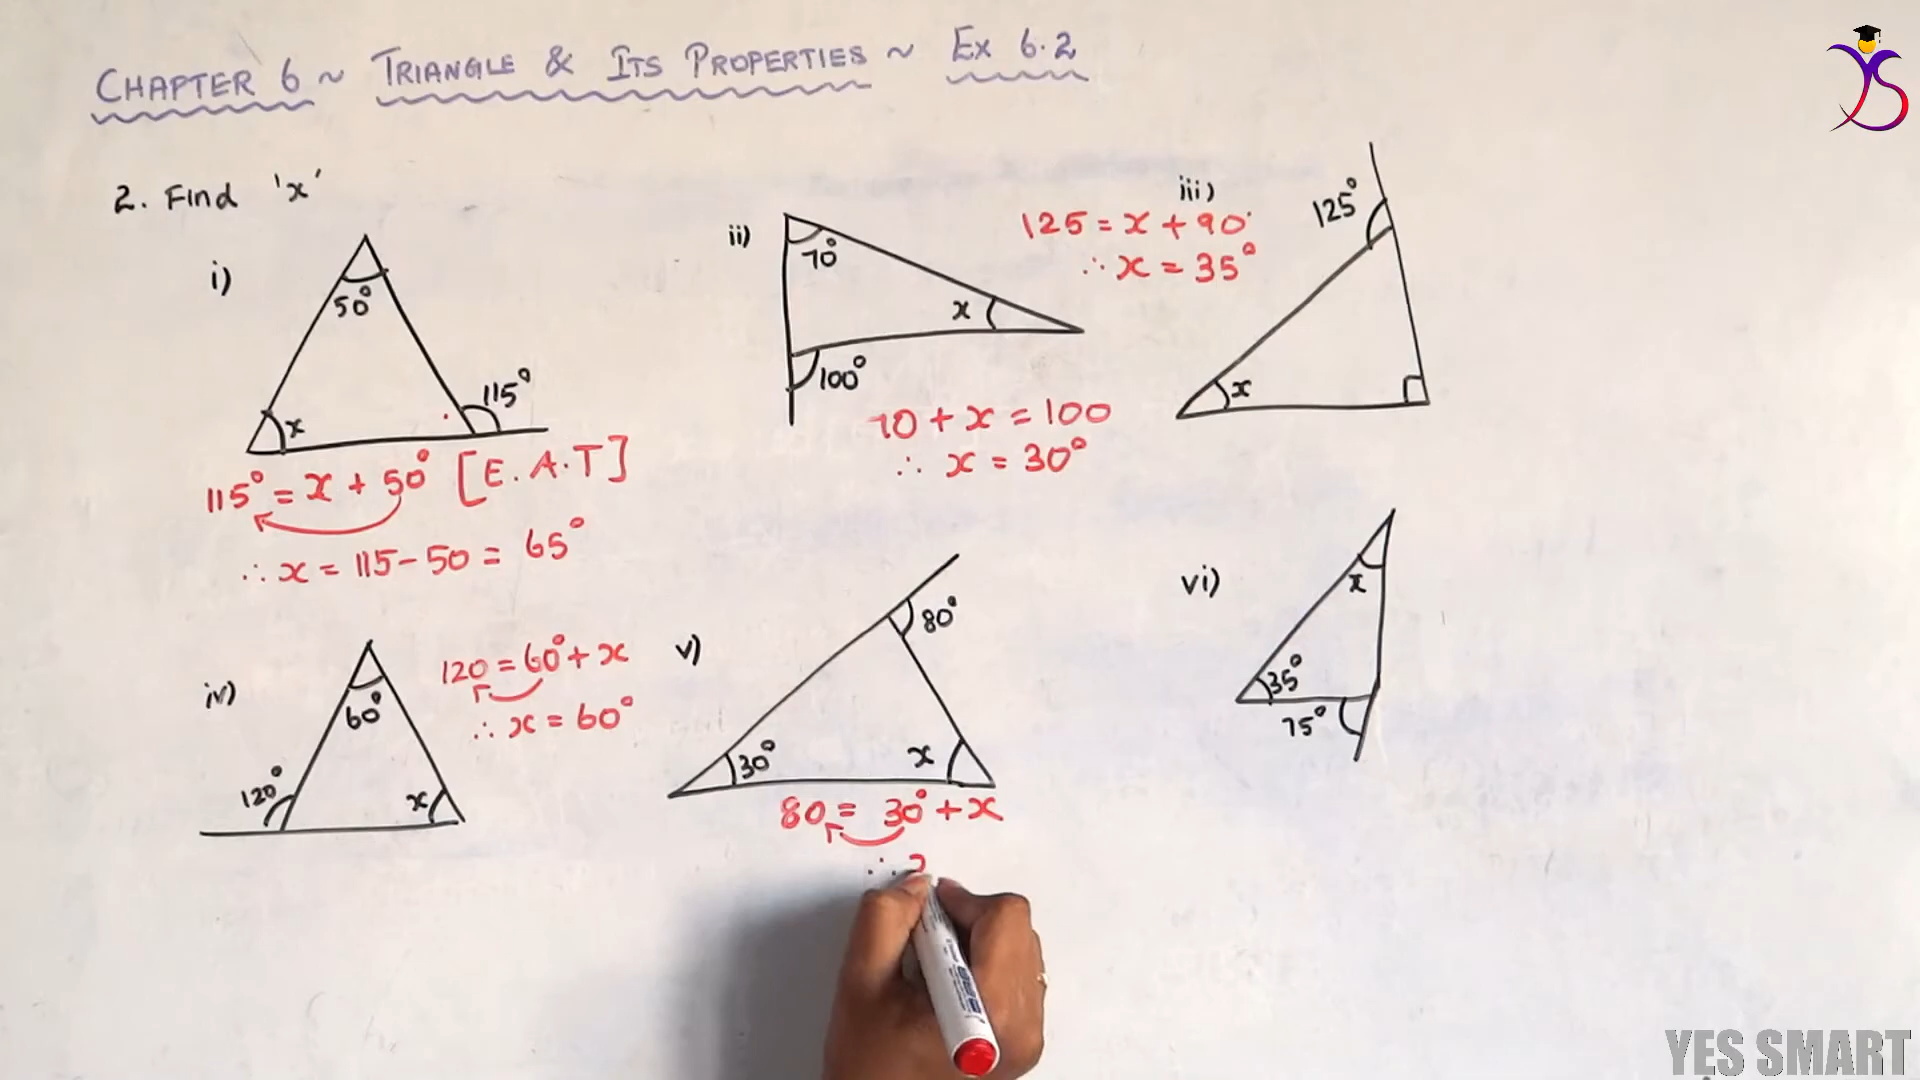 CHAPTER 6 ~ TRIANGLE & ITS PROPERTIES ~ EX 6.2
2. Find 'x'
i)
50°
x
115°
115° = x + 50° [E.A.T]
∴ x = 115 - 50 = 65°
ii)
70°
x
100°
70 + x = 100
∴ x = 30°
iii)
125°
x
125 = x + 90°
∴ x = 35°
iv)
60°
120°
x
120 = 60° + x
∴ x = 60°
v)
80°
30°
x
80 = 30° + x
∴
vi)
x
35°
75°
YS
YES SMART